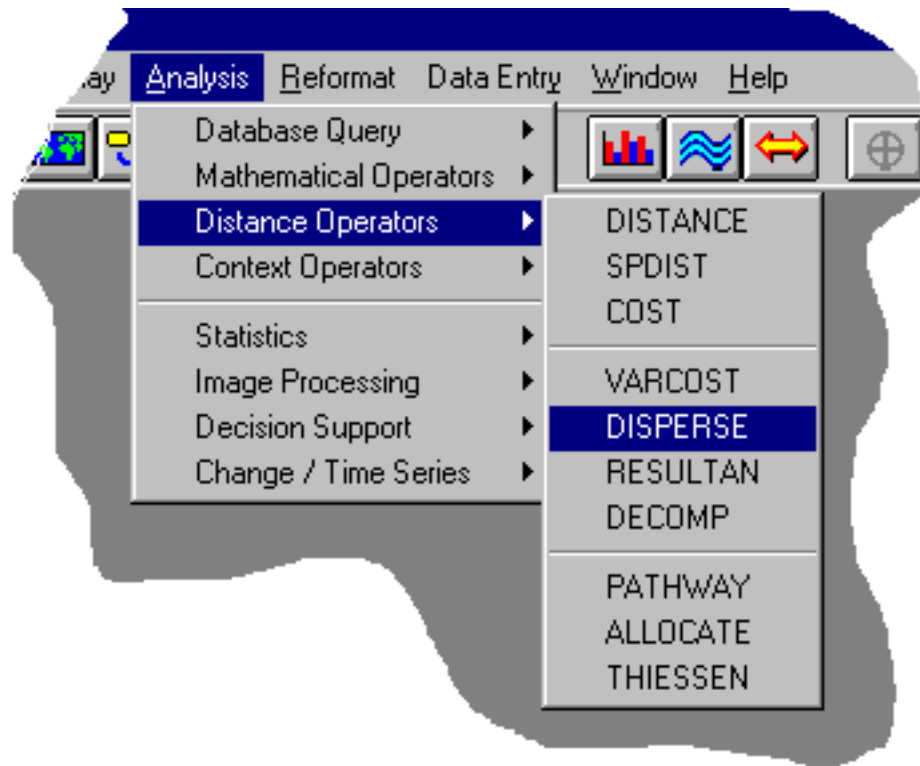 ay Analysis Reformat Data Entry Window Help
Database Query
Mathematical Operators
Distance Operators
Context Operators
Statistics
Image Processing
Decision Support
Change / Time Series
DISTANCE
SPDIST
COST
VARCOST
DISPERSE
RESULTAN
DECOMP
PATHWAY
ALLOCATE
THIESSEN